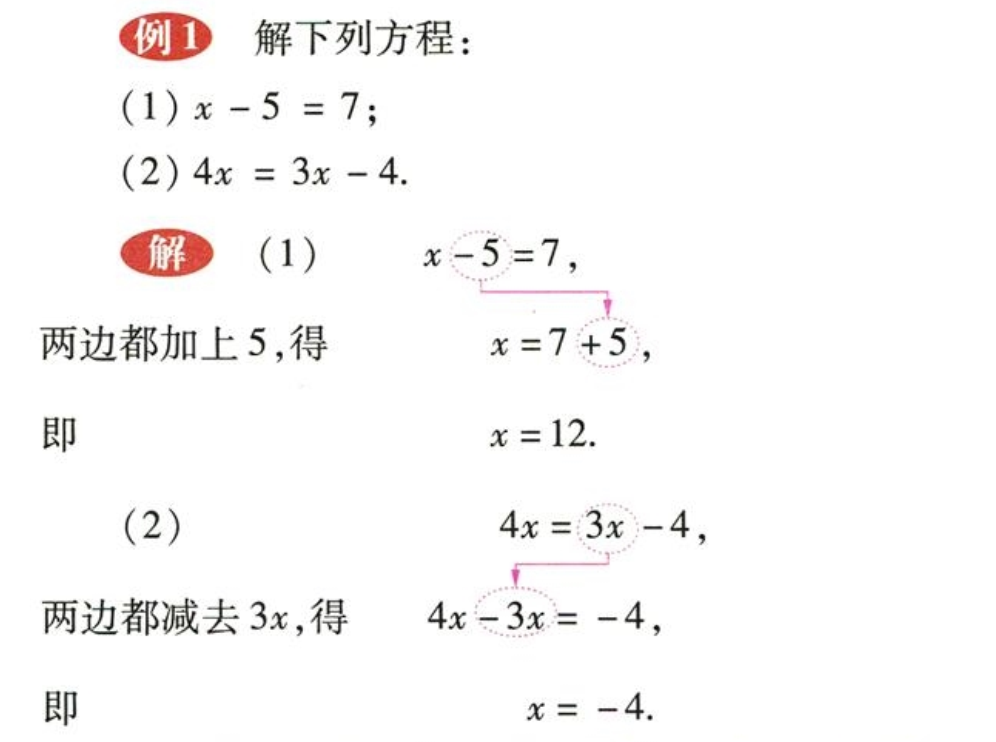 例1 解下列方程:
(1) x - 5 = 7;
(2) 4x = 3x - 4.
解 (1) x - 5 = 7,
两边都加上 5,得 x = 7 + 5,
即 x = 12.
(2) 4x = 3x - 4,
两边都减去 3x,得 4x - 3x = -4,
即 x = -4.